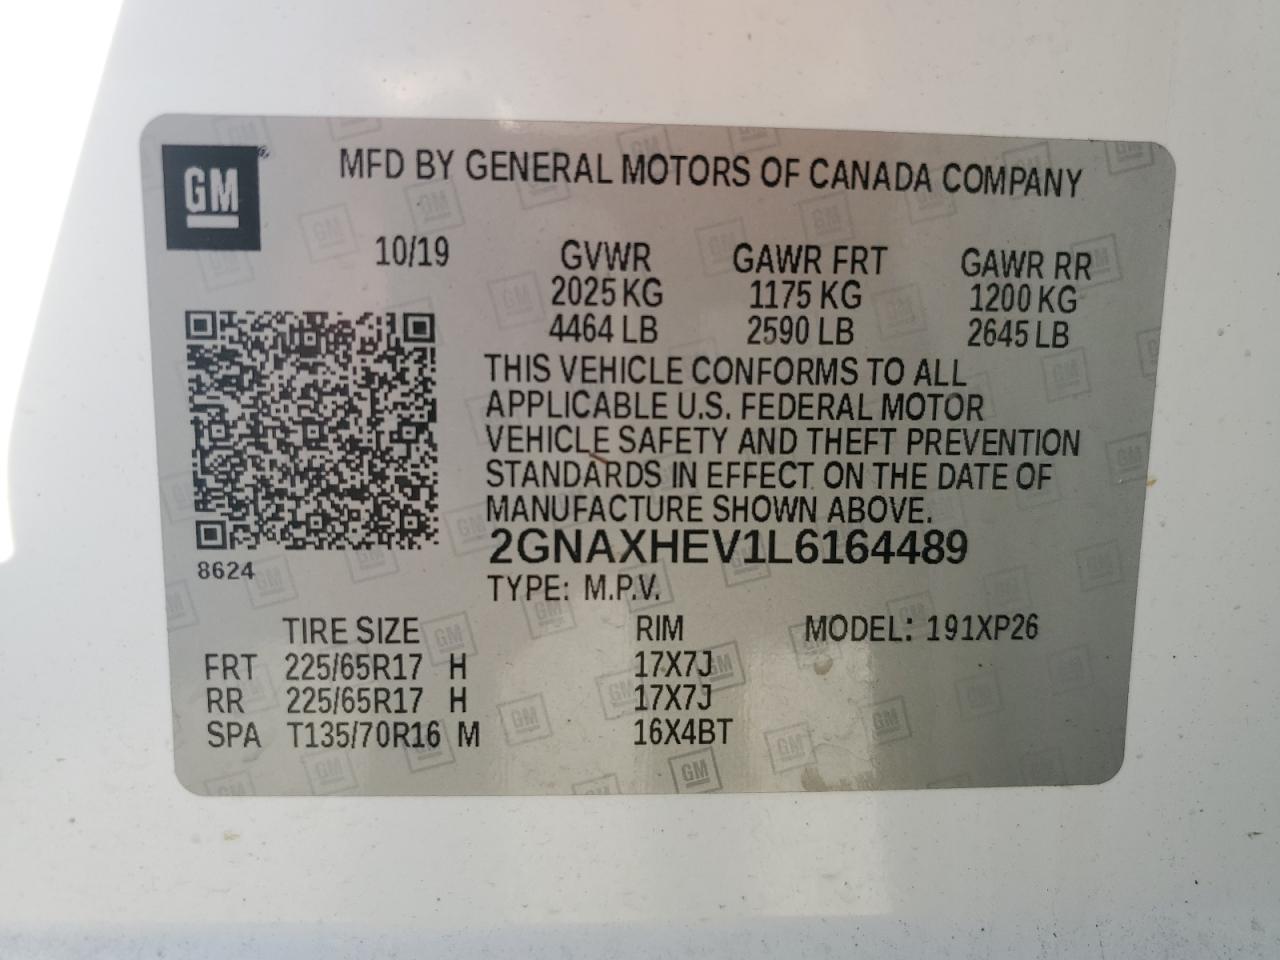 GM
MFD BY GENERAL MOTORS OF CANADA COMPANY
10/19 GVWR GAWR FRT GAWR RR
2025 KG 1175 KG 1200 KG
4464 LB 2590 LB 2645 LB
THIS VEHICLE CONFORMS TO ALL
APPLICABLE U.S. FEDERAL MOTOR
VEHICLE SAFETY AND THEFT PREVENTION
STANDARDS IN EFFECT ON THE DATE OF
MANUFACTURE SHOWN ABOVE.
2GNAXHEV1L6164489
8624
TYPE: M.P.V.
TIRE SIZE RIM MODEL: 191XP26
FRT 225/65R17 H 17X7J
RR 225/65R17 H 17X7J
SPA T135/70R16 M 16X4BT